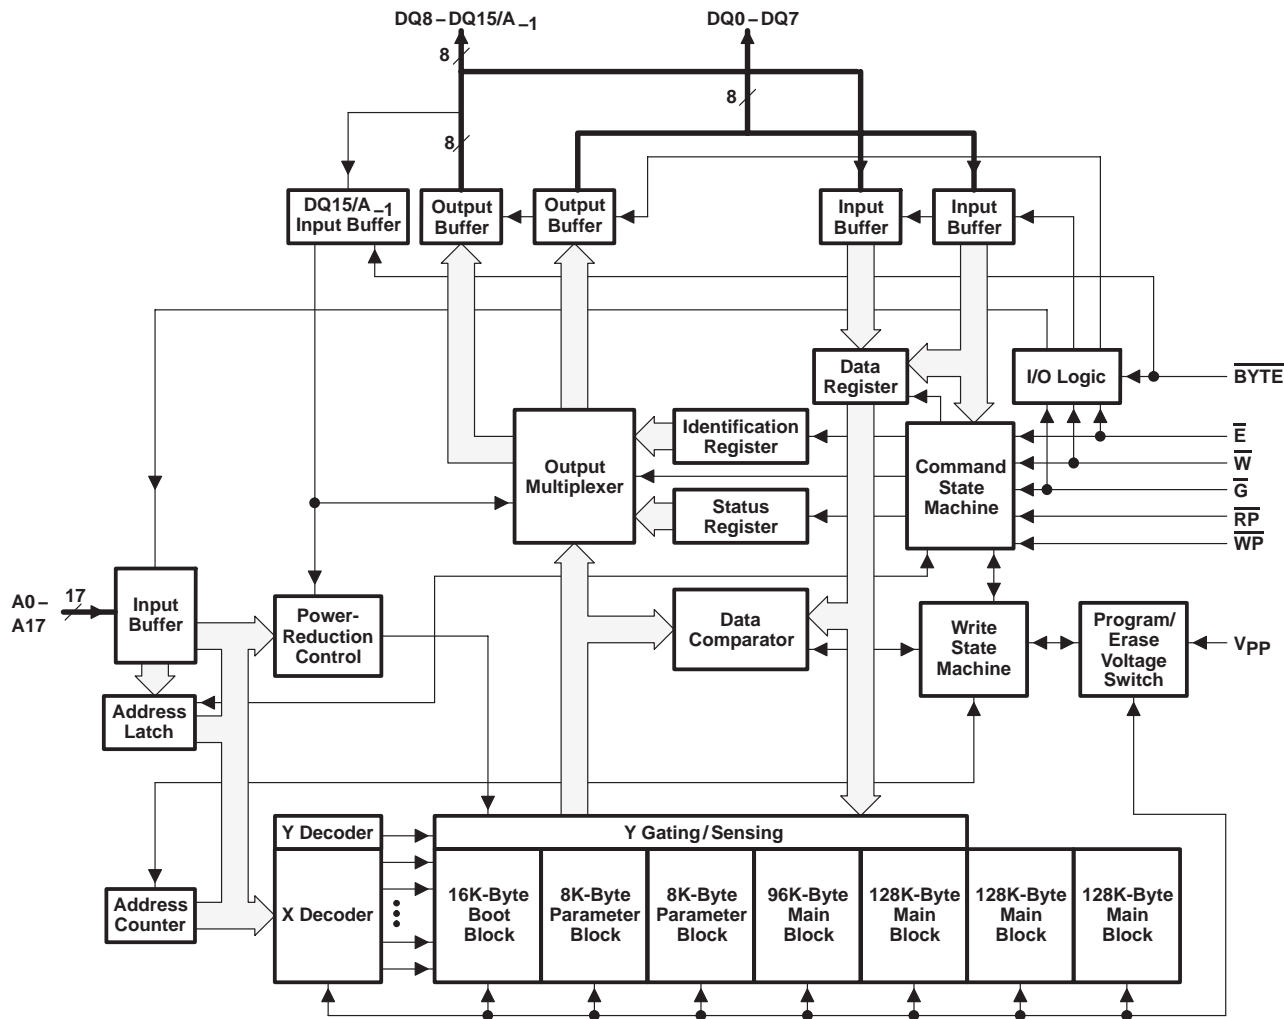 DQ8–DQ15/A–1
DQ0–DQ7
8
8
8
DQ15/A–1
Input Buffer
Output
Buffer
Output
Buffer
Input
Buffer
Input
Buffer
Data
Register
I/O Logic
BYTE
Identification
Register
Output
Multiplexer
Command
State
Machine
E
W
G
RP
WP
Status
Register
A0–
A17
17
Input
Buffer
Power-
Reduction
Control
Data
Comparator
Write
State
Machine
Program/
Erase
Voltage
Switch
VPP
Address
Latch
Y Decoder
Y Gating/Sensing
Address
Counter
X Decoder
16K-Byte
Boot
Block
8K-Byte
Parameter
Block
8K-Byte
Parameter
Block
96K-Byte
Main
Block
128K-Byte
Main
Block
128K-Byte
Main
Block
128K-Byte
Main
Block